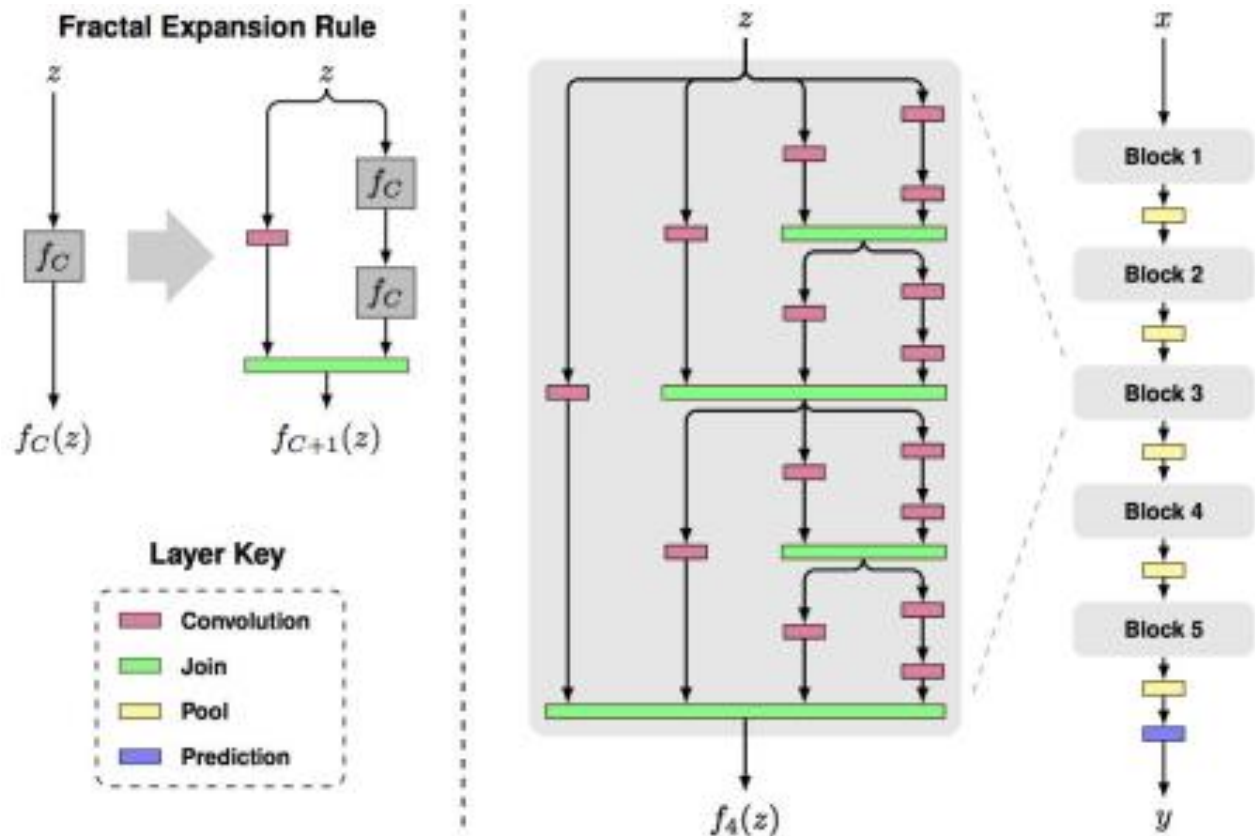 Fractal Expansion Rule
z
f_C
f_C(z)
z
f_C
f_C
f_{C+1}(z)
Layer Key
Convolution
Join
Pool
Prediction
z
f_4(z)
x
Block 1
Block 2
Block 3
Block 4
Block 5
y